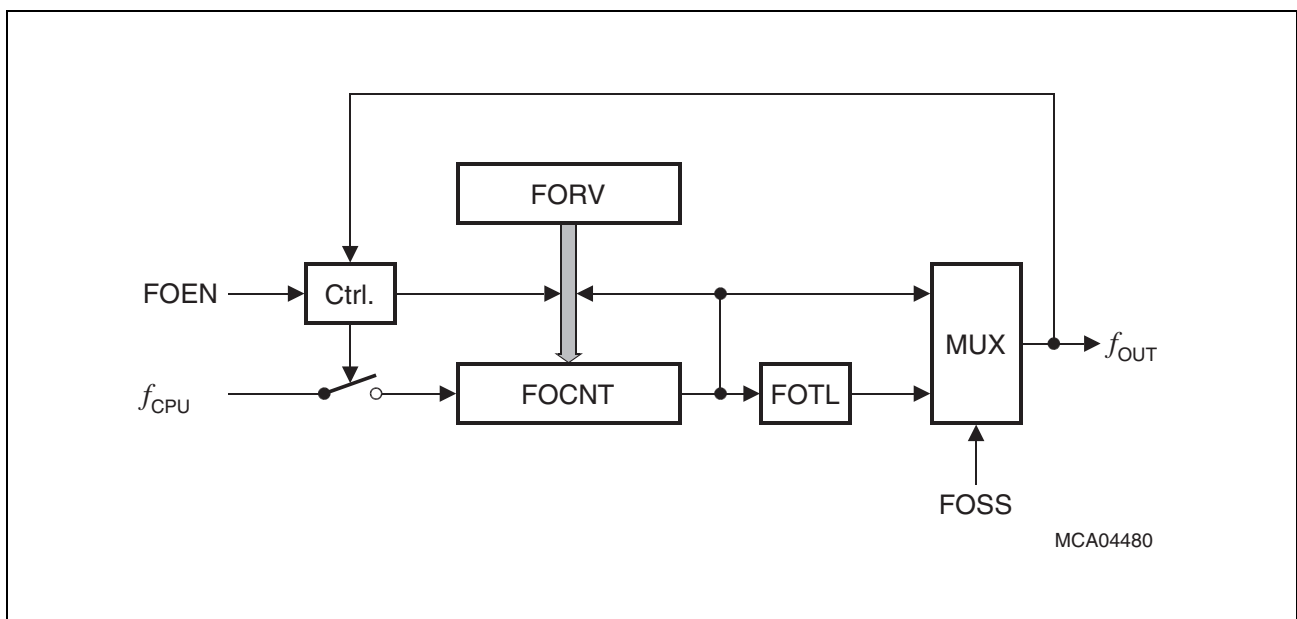 FORV
FOEN
Ctrl.
MUX
fOUT
fCPU
FOCNT
FOTL
FOSS
MCA04480